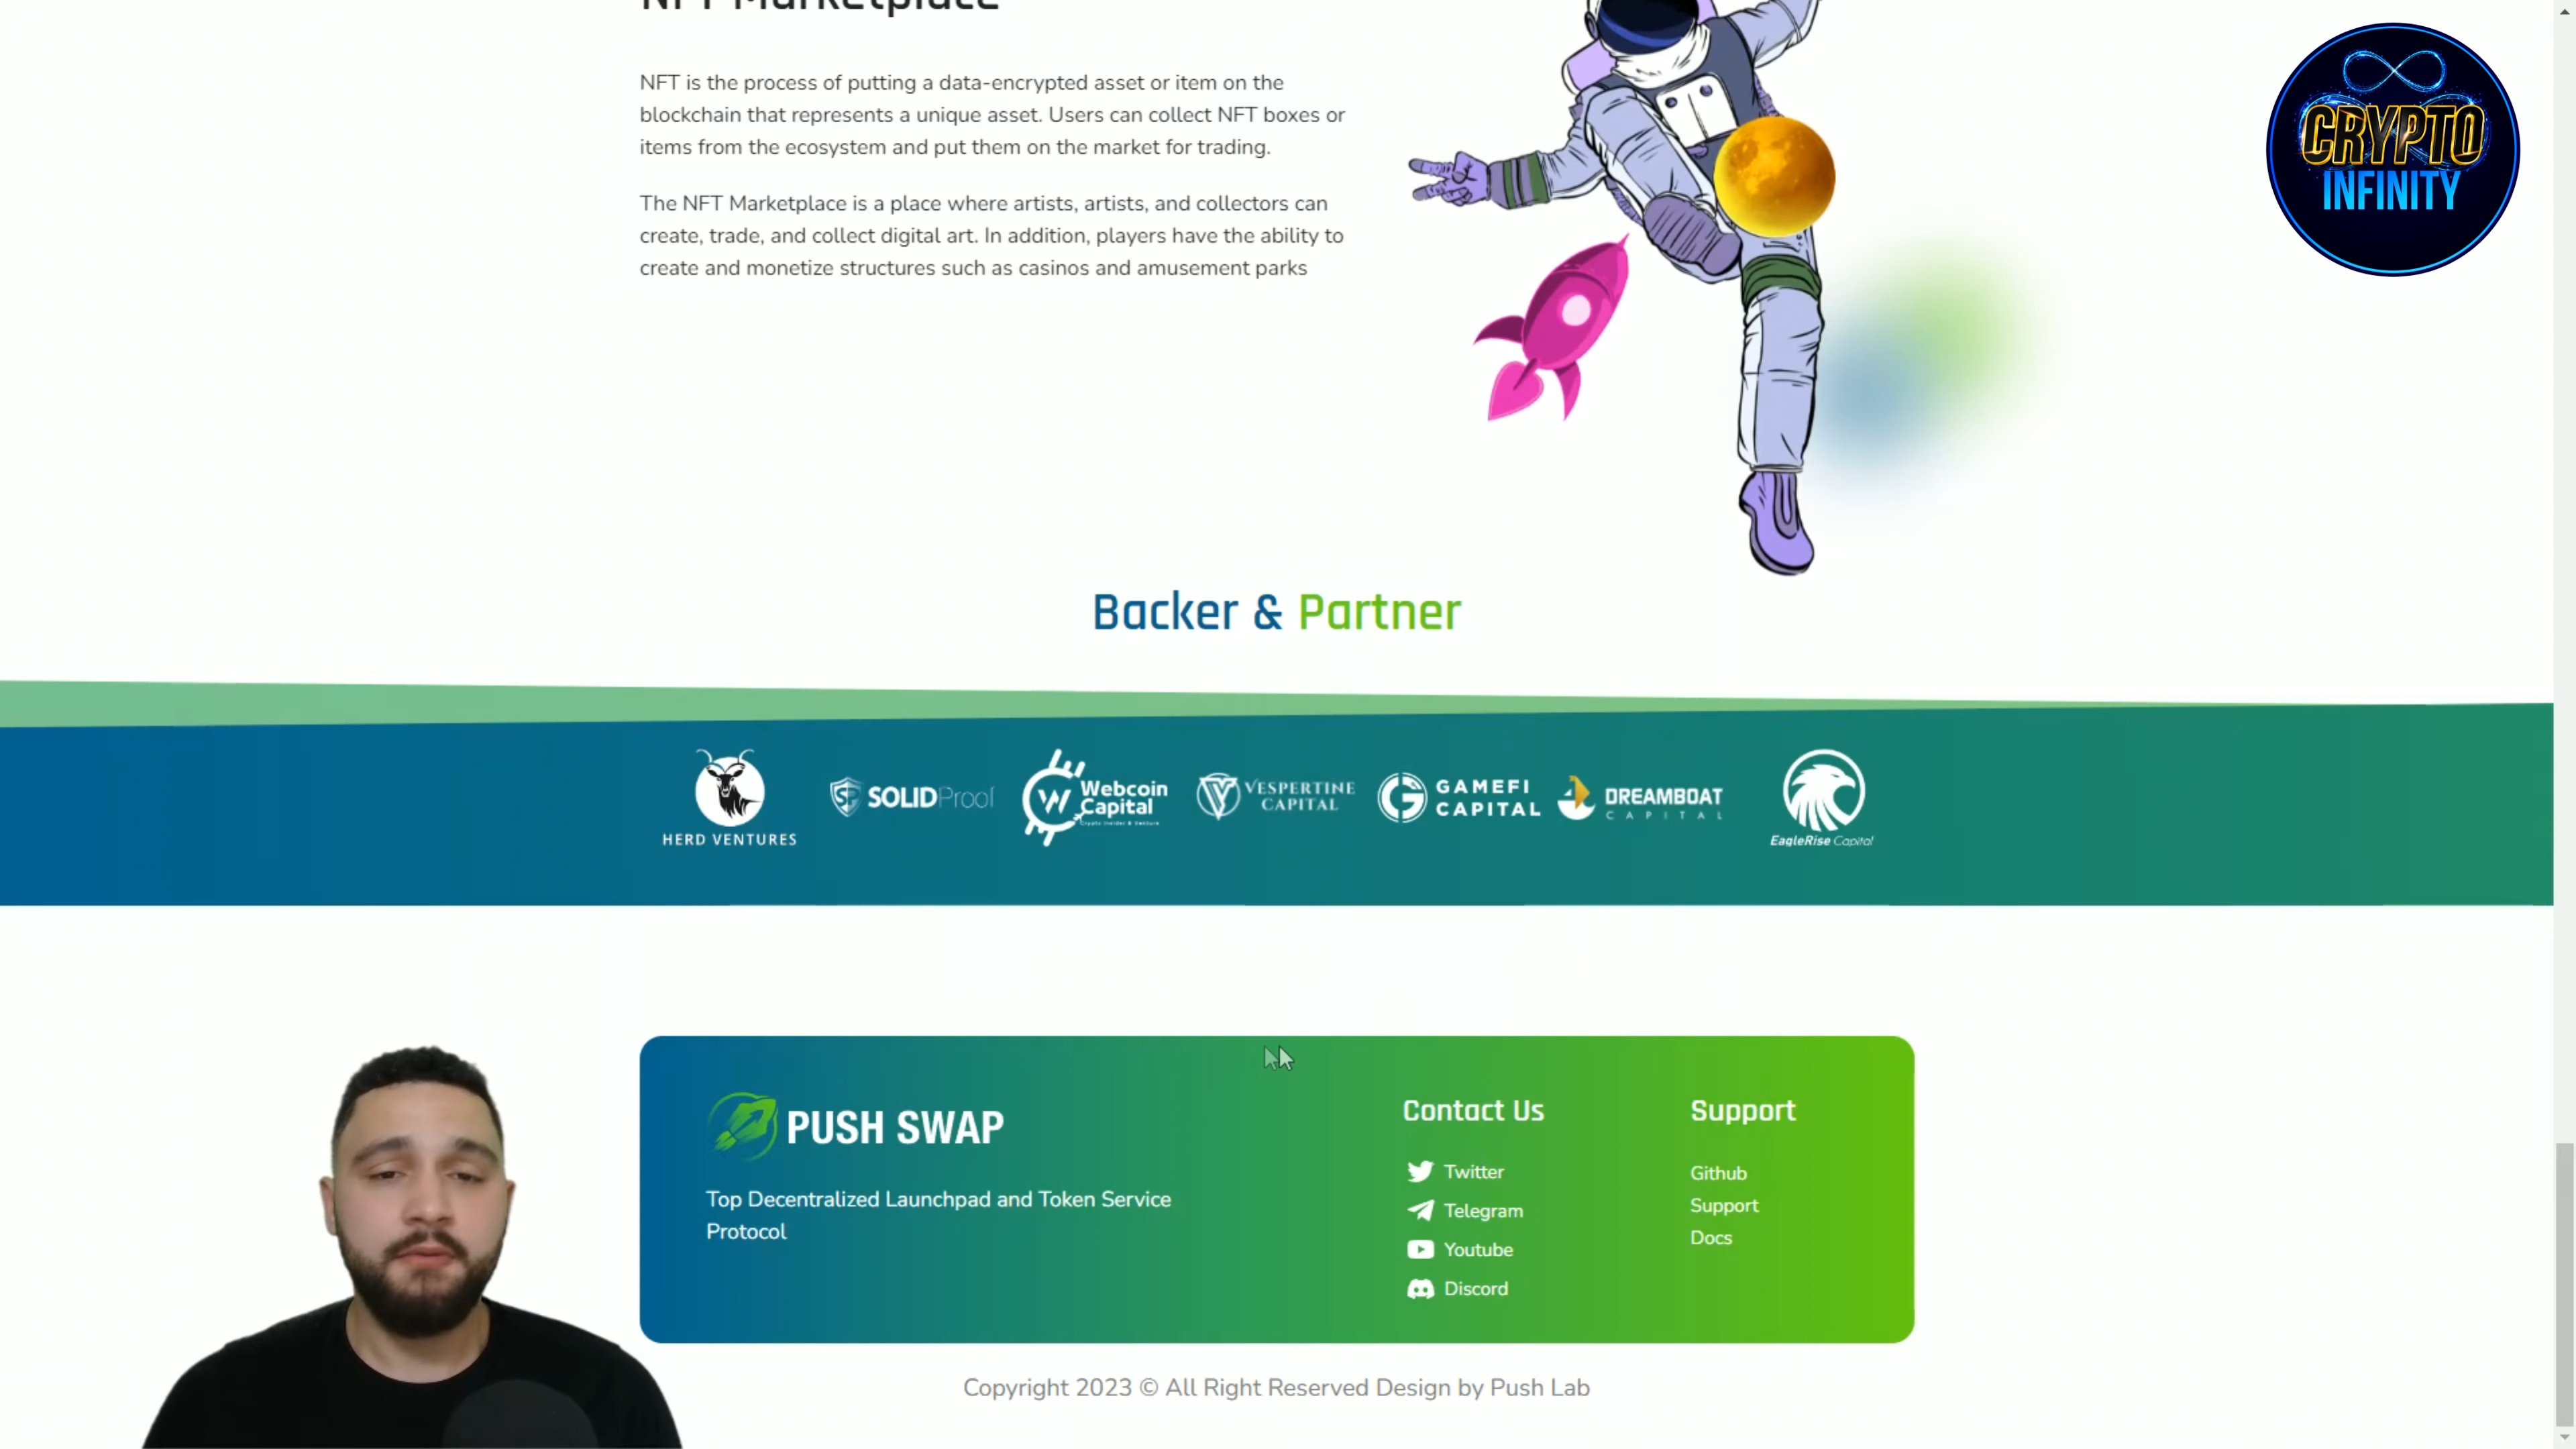 NFT Marketplace
NFT is the process of putting a data-encrypted asset or item on the
blockchain that represents a unique asset. Users can collect NFT boxes or
items from the ecosystem and put them on the market for trading.
The NFT Marketplace is a place where artists, artists, and collectors can
create, trade, and collect digital art. In addition, players have the ability to
create and monetize structures such as casinos and amusement parks
CRYPTO
INFINITY
Backer & Partner
HERD VENTURES
SOLIDProof
Webcoin
Capital
VESPERTINE
CAPITAL
GAMEFI
CAPITAL
DREAMBOAT
CAPITAL
EagleRise Capital
PUSH SWAP
Top Decentralized Launchpad and Token Service
Protocol
Contact Us
Twitter
Telegram
Youtube
Discord
Support
Github
Support
Docs
Copyright 2023 © All Right Reserved Design by Push Lab